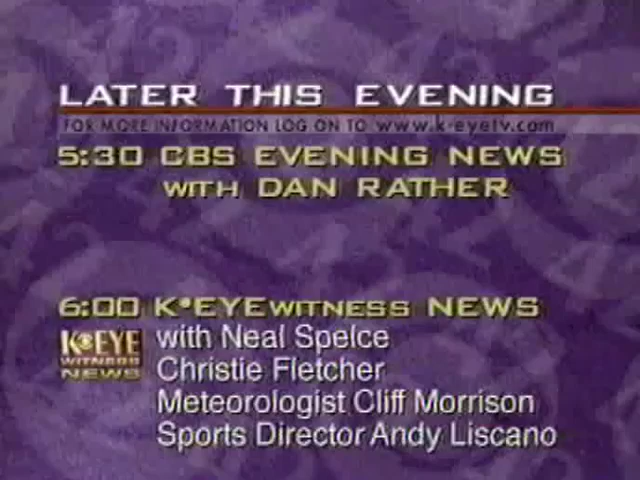 LATER THIS EVENING
FOR MORE INFORMATION LOG ON TO www.k-eyetv.com
5:30 CBS EVENING NEWS
WITH DAN RATHER
6:00 K•EYEWITNESS NEWS
K EYE
WITNESS
NEWS
with Neal Spelce
Christie Fletcher
Meteorologist Cliff Morrison
Sports Director Andy Liscano